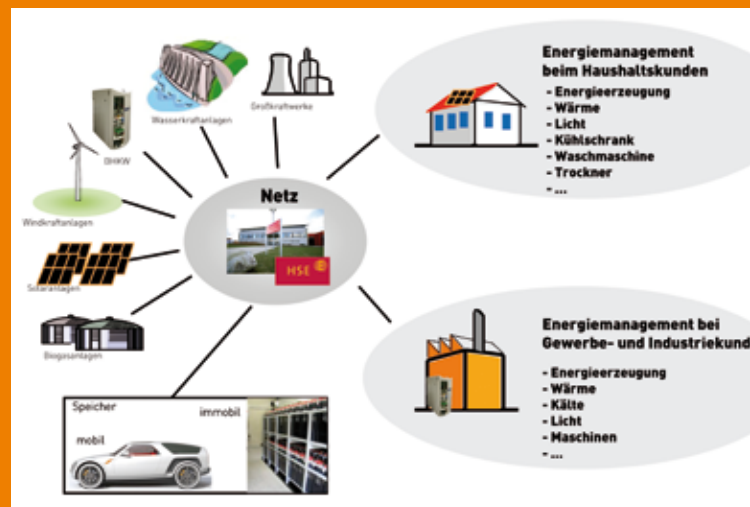 Wasserkraftanlagen
Großkraftwerke
BHKW
Windkraftanlagen
Solaranlagen
Biogasanlagen
Netz
HSE
Speicher
immobil
mobil
Energiemanagement
beim Haushaltskunden
- Energieerzeugung
- Wärme
- Licht
- Kühlschrank
- Waschmaschine
- Trockner
- ...
Energiemanagement bei
Gewerbe- und Industriekund
- Energieerzeugung
- Wärme
- Kälte
- Licht
- Maschinen
- ...